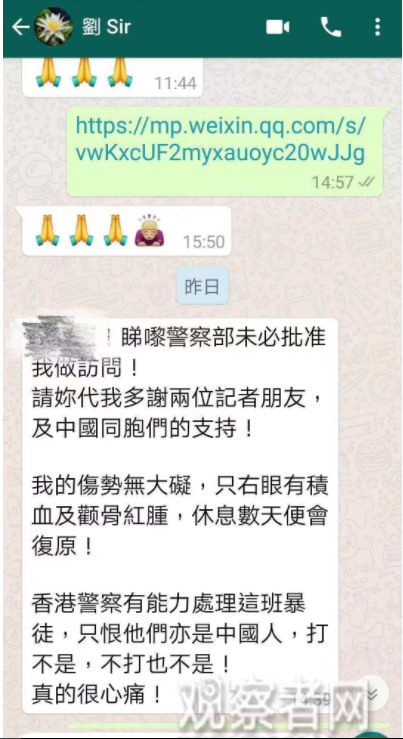 劉 Sir
11:44
https://mp.weixin.qq.com/s/
vwKxcUF2myxauoyc20wJJg
14:57
15:50
昨日
！睇嚟警察部未必批准
我做訪問！
請妳代我多謝兩位記者朋友，
及中國同胞們的支持！
我的傷勢無大礙，只右眼有積
血及顴骨紅腫，休息數天便會
復原！
香港警察有能力處理這班暴
徒，只恨他們亦是中國人，打
不是，不打也不是！
真的很心痛！
观察者网